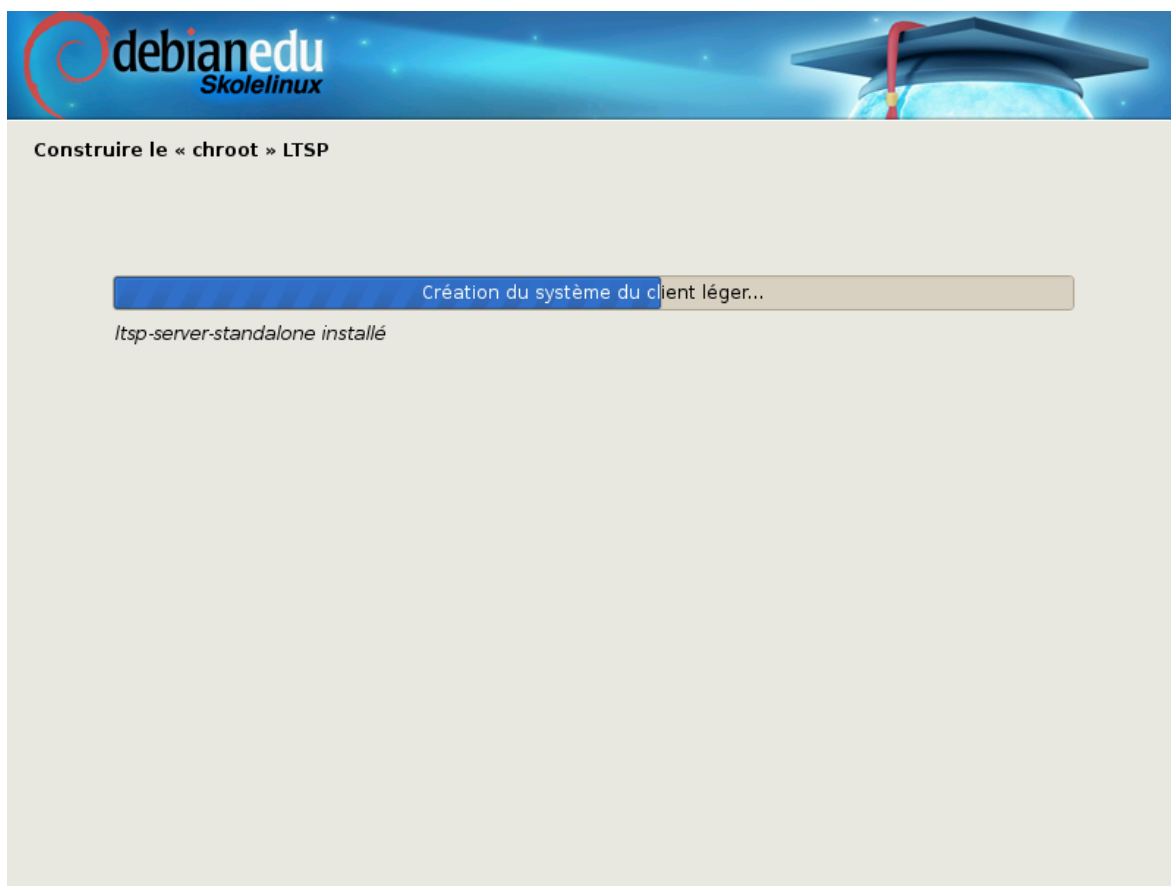 debianedu
Skolelinux
Construire le « chroot » LTSP
Création du système du client léger...
ltsp-server-standalone installé